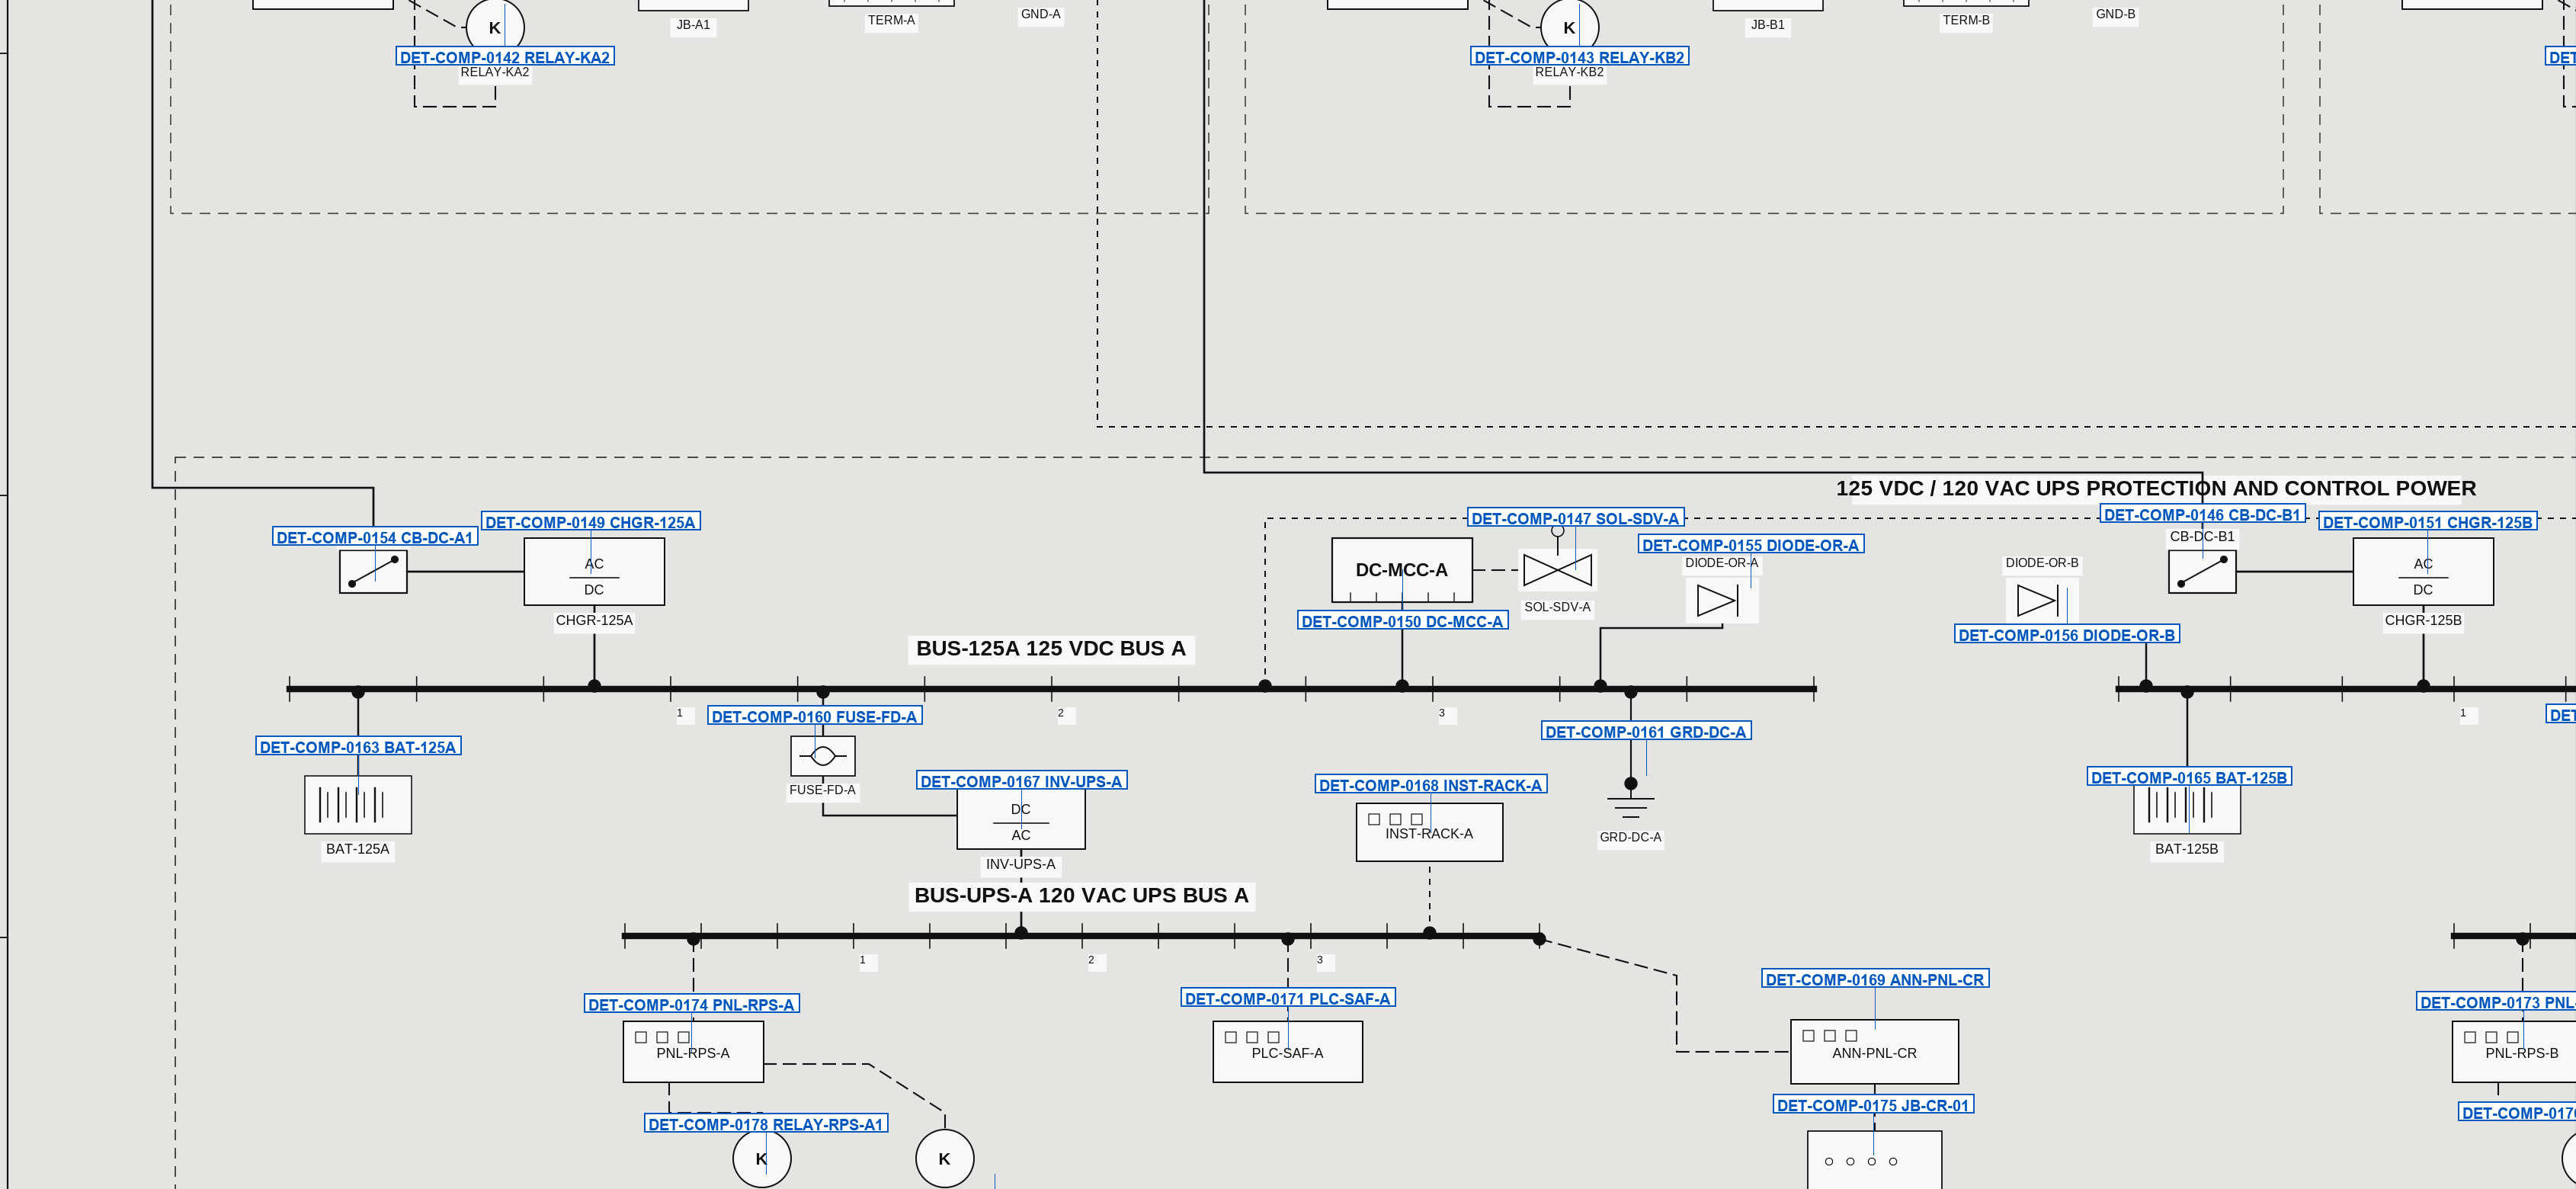 K
DET-COMP-0142 RELAY-KA2
RELAY-KA2
JB-A1
TERM-A
GND-A
K
DET-COMP-0143 RELAY-KB2
RELAY-KB2
JB-B1
TERM-B
GND-B
DET
125 VDC / 120 VAC UPS PROTECTION AND CONTROL POWER
DET-COMP-0154 CB-DC-A1
DET-COMP-0149 CHGR-125A
AC
DC
CHGR-125A
DET-COMP-0147 SOL-SDV-A
DC-MCC-A
DET-COMP-0150 DC-MCC-A
SOL-SDV-A
DET-COMP-0155 DIODE-OR-A
DIODE-OR-A
DIODE-OR-B
DET-COMP-0156 DIODE-OR-B
DET-COMP-0146 CB-DC-B1
CB-DC-B1
DET-COMP-0151 CHGR-125B
AC
DC
CHGR-125B
BUS-125A 125 VDC BUS A
1
2
3
1
DET
DET-COMP-0163 BAT-125A
BAT-125A
DET-COMP-0160 FUSE-FD-A
FUSE-FD-A
DET-COMP-0167 INV-UPS-A
DC
AC
INV-UPS-A
DET-COMP-0168 INST-RACK-A
INST-RACK-A
DET-COMP-0161 GRD-DC-A
GRD-DC-A
DET-COMP-0165 BAT-125B
BAT-125B
BUS-UPS-A 120 VAC UPS BUS A
1
2
3
DET-COMP-0174 PNL-RPS-A
PNL-RPS-A
DET-COMP-0171 PLC-SAF-A
PLC-SAF-A
DET-COMP-0169 ANN-PNL-CR
ANN-PNL-CR
DET-COMP-0173 PNL-
PNL-RPS-B
DET-COMP-0178 RELAY-RPS-A1
K
K
DET-COMP-0175 JB-CR-01